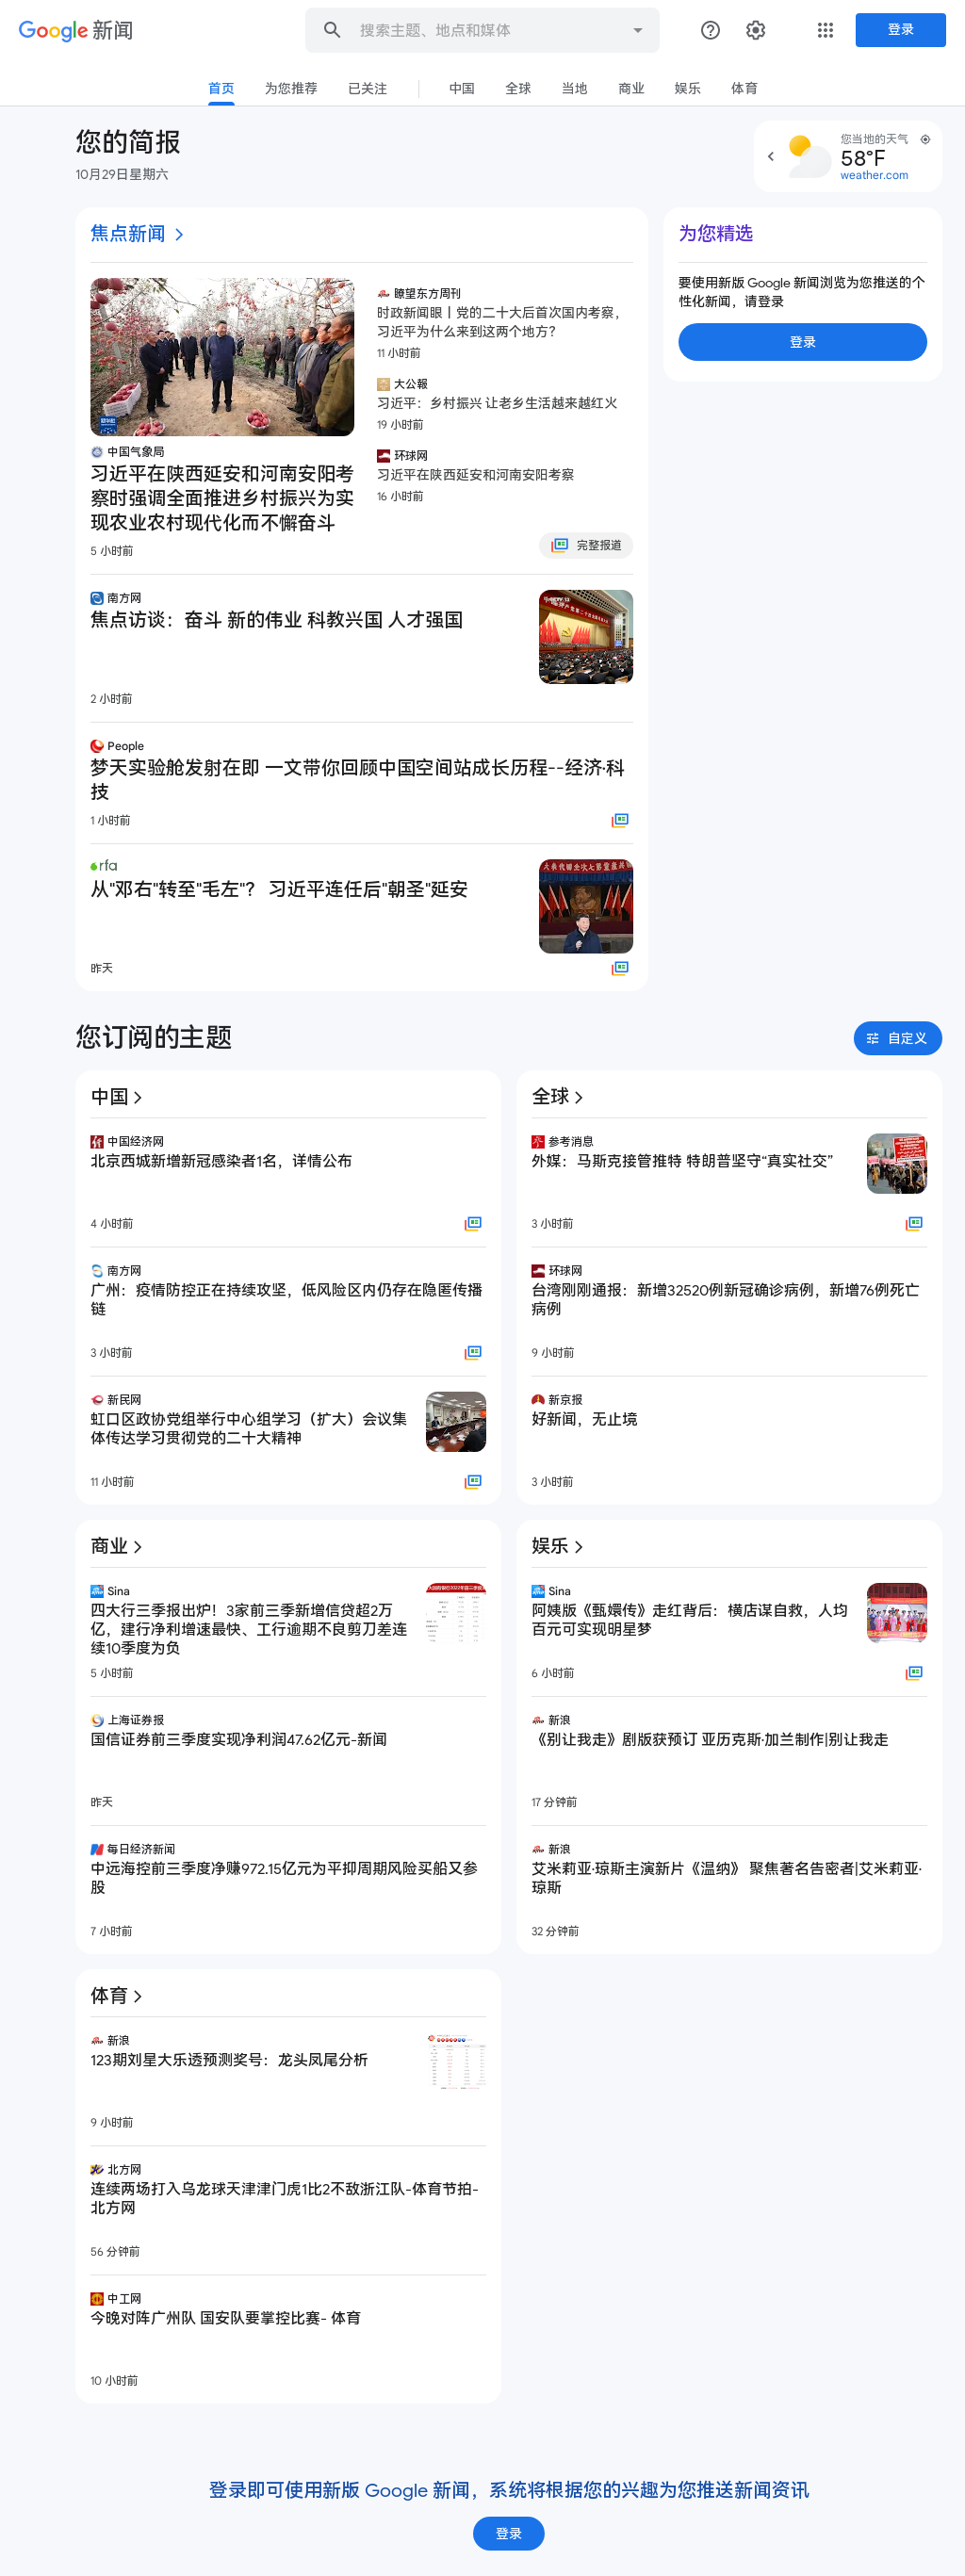 Google 新闻
搜索主题、地点和媒体
登录
首页
为您推荐
已关注
中国
全球
当地
商业
娱乐
体育
您的简报
10月29日星期六
您当地的天气
58°F
weather.com
焦点新闻
中国气象局
习近平在陕西延安和河南安阳考
察时强调全面推进乡村振兴为实
现农业农村现代化而不懈奋斗
5 小时前
瞭望东方周刊
时政新闻眼丨党的二十大后首次国内考察，
习近平为什么来到这两个地方？
11 小时前
大公報
习近平：乡村振兴 让老乡生活越来越红火
19 小时前
环球网
习近平在陕西延安和河南安阳考察
16 小时前
完整报道
南方网
焦点访谈：奋斗 新的伟业 科教兴国 人才强国
2 小时前
People
梦天实验舱发射在即 一文带你回顾中国空间站成长历程--经济·科
技
1 小时前
rfa
从"邓右"转至"毛左"？ 习近平连任后"朝圣"延安
昨天
为您精选
要使用新版 Google 新闻浏览为您推送的个
性化新闻，请登录
登录
您订阅的主题
自定义
中国
中国经济网
北京西城新增新冠感染者1名，详情公布
4 小时前
南方网
广州：疫情防控正在持续攻坚，低风险区内仍存在隐匿传播
链
3 小时前
新民网
虹口区政协党组举行中心组学习（扩大）会议集
体传达学习贯彻党的二十大精神
11 小时前
全球
参考消息
外媒：马斯克接管推特 特朗普坚守“真实社交”
3 小时前
环球网
台湾刚刚通报：新增32520例新冠确诊病例，新增76例死亡
病例
9 小时前
新京报
好新闻，无止境
3 小时前
商业
Sina
四大行三季报出炉！3家前三季新增信贷超2万
亿，建行净利增速最快、工行逾期不良剪刀差连
续10季度为负
5 小时前
上海证券报
国信证券前三季度实现净利润47.62亿元-新闻
昨天
每日经济新闻
中远海控前三季度净赚972.15亿元为平抑周期风险买船又参
股
7 小时前
娱乐
Sina
阿姨版《甄嬛传》走红背后：横店谋自救，人均
百元可实现明星梦
6 小时前
新浪
《别让我走》剧版获预订 亚历克斯·加兰制作|别让我走
17 分钟前
新浪
艾米莉亚·琼斯主演新片《温纳》 聚焦著名告密者|艾米莉亚·
琼斯
32 分钟前
体育
新浪
123期刘星大乐透预测奖号：龙头凤尾分析
9 小时前
北方网
连续两场打入乌龙球天津津门虎1比2不敌浙江队-体育节拍-
北方网
56 分钟前
中工网
今晚对阵广州队 国安队要掌控比赛- 体育
10 小时前
登录即可使用新版 Google 新闻，系统将根据您的兴趣为您推送新闻资讯
登录